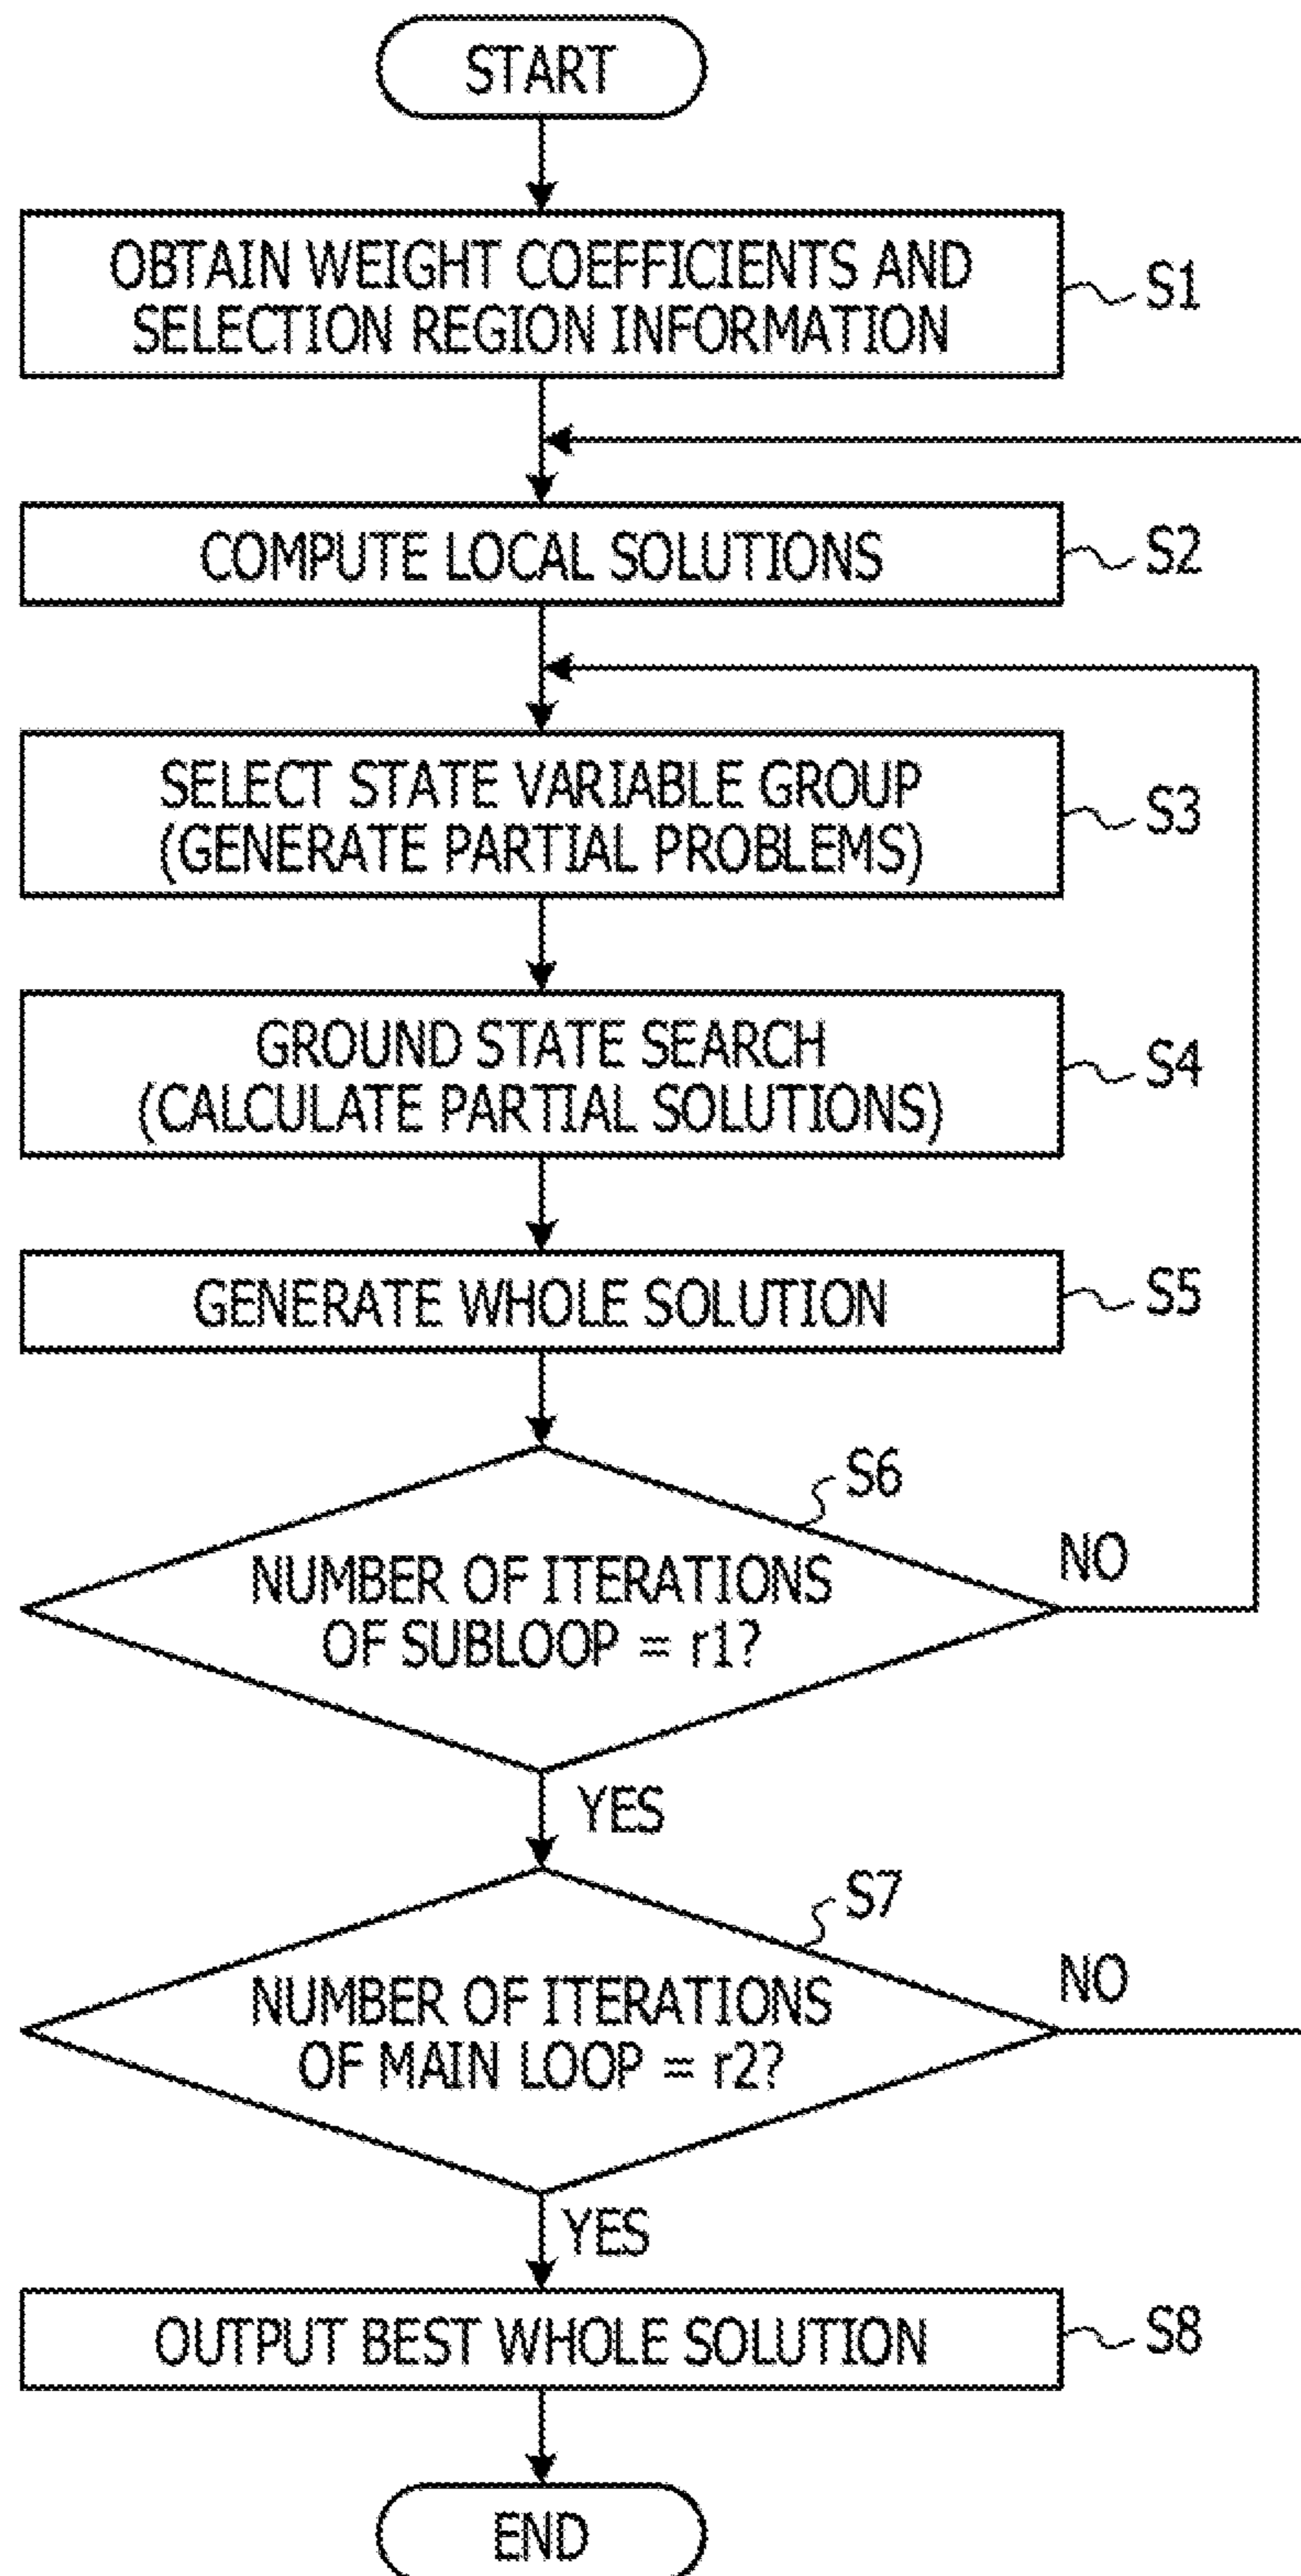 START
OBTAIN WEIGHT COEFFICIENTS AND
SELECTION REGION INFORMATION
S1
COMPUTE LOCAL SOLUTIONS
S2
SELECT STATE VARIABLE GROUP
(GENERATE PARTIAL PROBLEMS)
S3
GROUND STATE SEARCH
(CALCULATE PARTIAL SOLUTIONS)
S4
GENERATE WHOLE SOLUTION
S5
S6
NUMBER OF ITERATIONS
OF SUBLOOP = r1?
NO
YES
S7
NUMBER OF ITERATIONS
OF MAIN LOOP = r2?
NO
YES
OUTPUT BEST WHOLE SOLUTION
S8
END